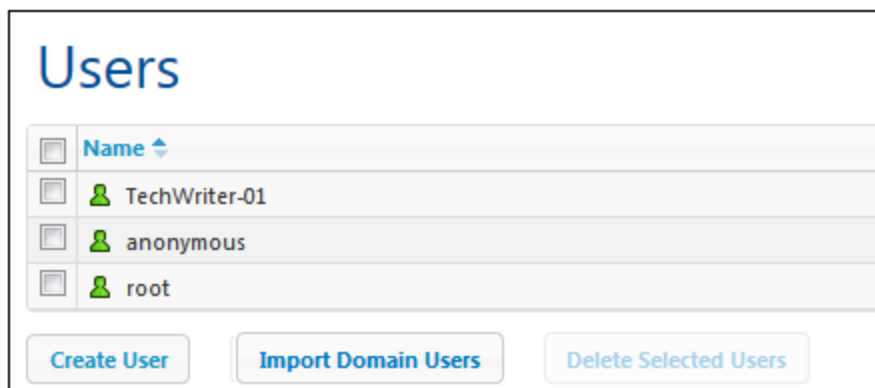 Users
Name
TechWriter-01
anonymous
root
Create User Import Domain Users Delete Selected Users